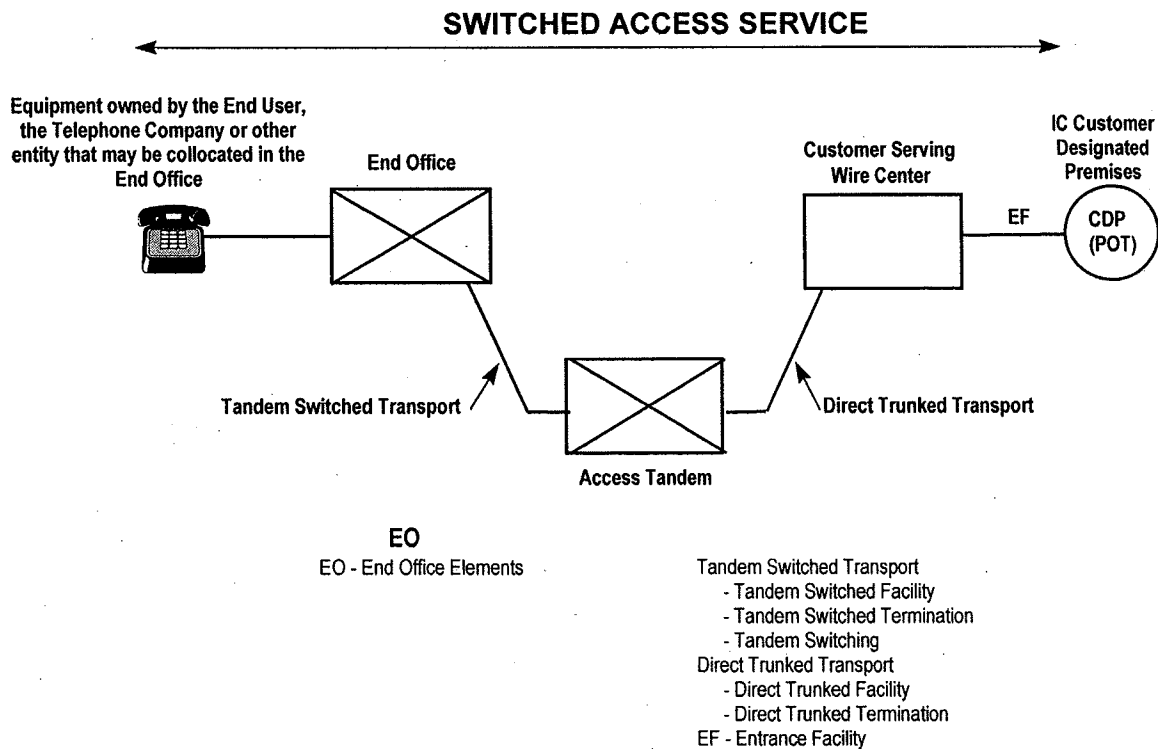 SWITCHED ACCESS SERVICE
Equipment owned by the End User,
the Telephone Company or other
entity that may be collocated in the
End Office
End Office
Customer Serving
Wire Center
IC Customer
Designated
Premises
EF
CDP
(POT)
Tandem Switched Transport
Direct Trunked Transport
Access Tandem
EO
EO - End Office Elements
Tandem Switched Transport
- Tandem Switched Facility
- Tandem Switched Termination
- Tandem Switching
Direct Trunked Transport
- Direct Trunked Facility
- Direct Trunked Termination
EF - Entrance Facility